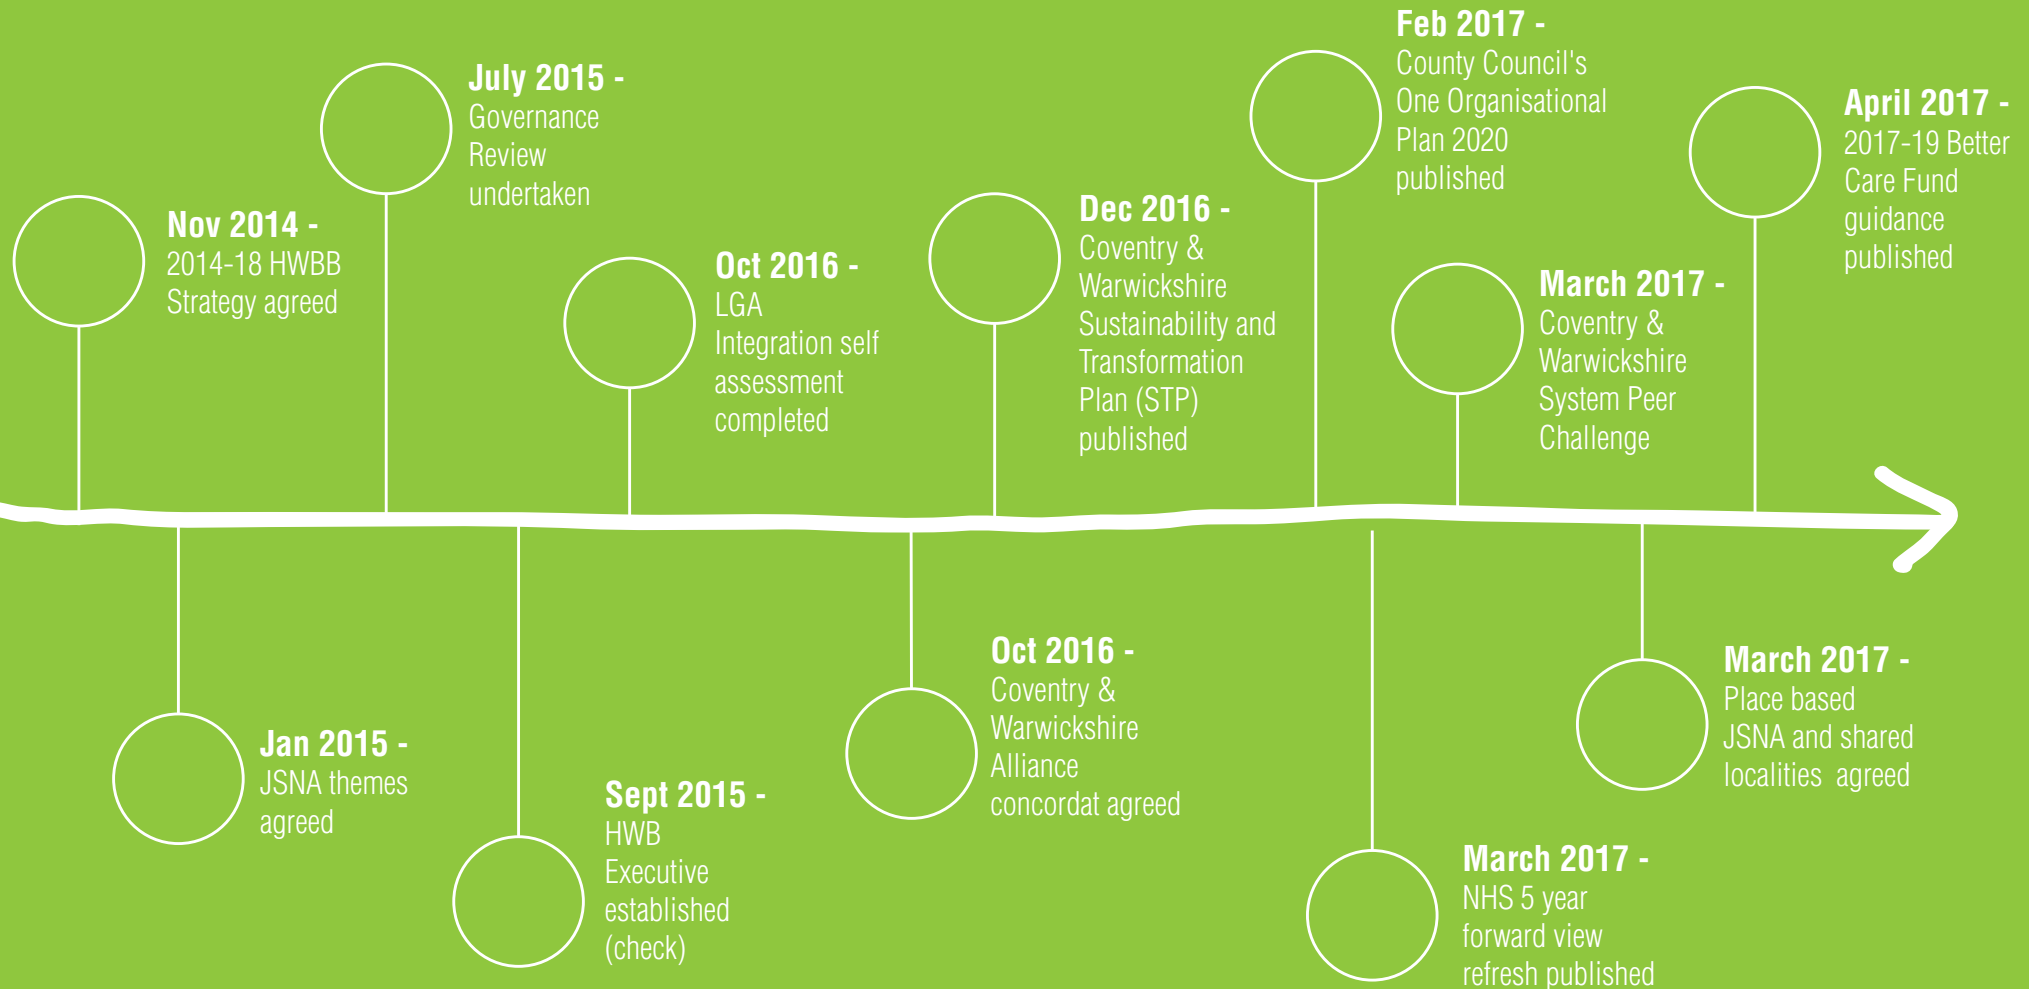 Nov 2014 -
2014-18 HWBB
Strategy agreed
Jan 2015 -
JSNA themes
agreed
July 2015 -
Governance
Review
undertaken
Sept 2015 -
HWB
Executive
established
(check)
Oct 2016 -
LGA
Integration self
assessment
completed
Oct 2016 -
Coventry &
Warwickshire
Alliance
concordat agreed
Dec 2016 -
Coventry &
Warwickshire
Sustainability and
Transformation
Plan (STP)
published
Feb 2017 -
County Council's
One Organisational
Plan 2020
published
March 2017 -
NHS 5 year
forward view
refresh published
March 2017 -
Coventry &
Warwickshire
System Peer
Challenge
March 2017 -
Place based
JSNA and shared
localities  agreed
April 2017 -
2017-19 Better
Care Fund
guidance
published